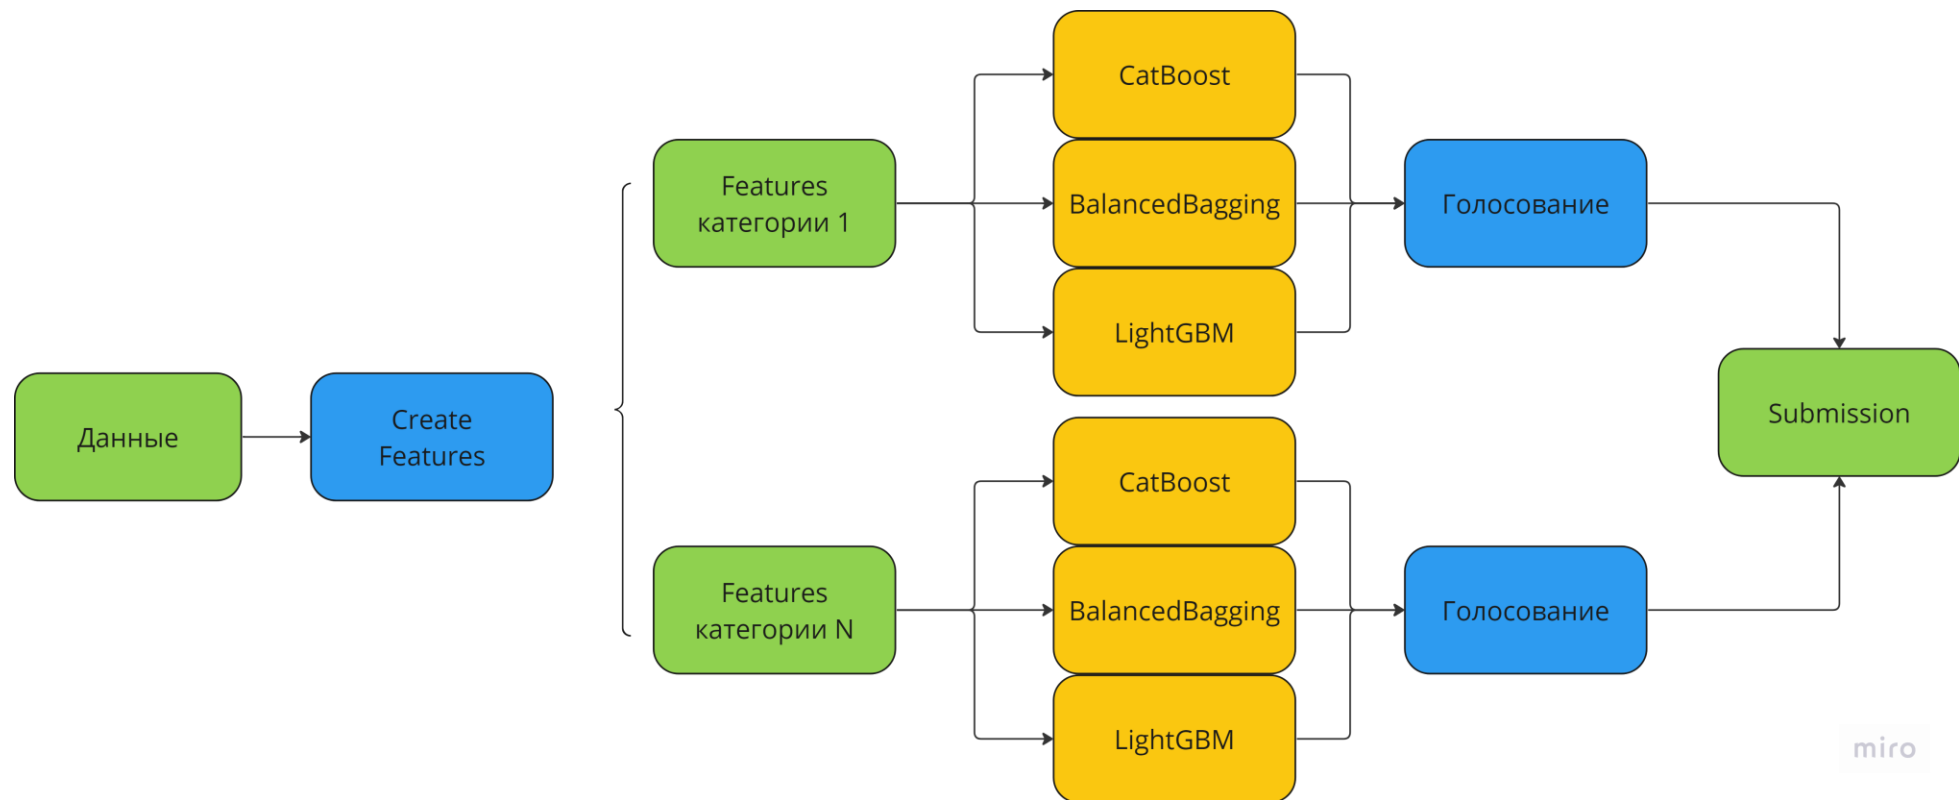 Данные
Create
Features
Features
категории 1
CatBoost
BalancedBagging
LightGBM
Голосование
Features
категории N
CatBoost
BalancedBagging
LightGBM
Голосование
Submission
miro